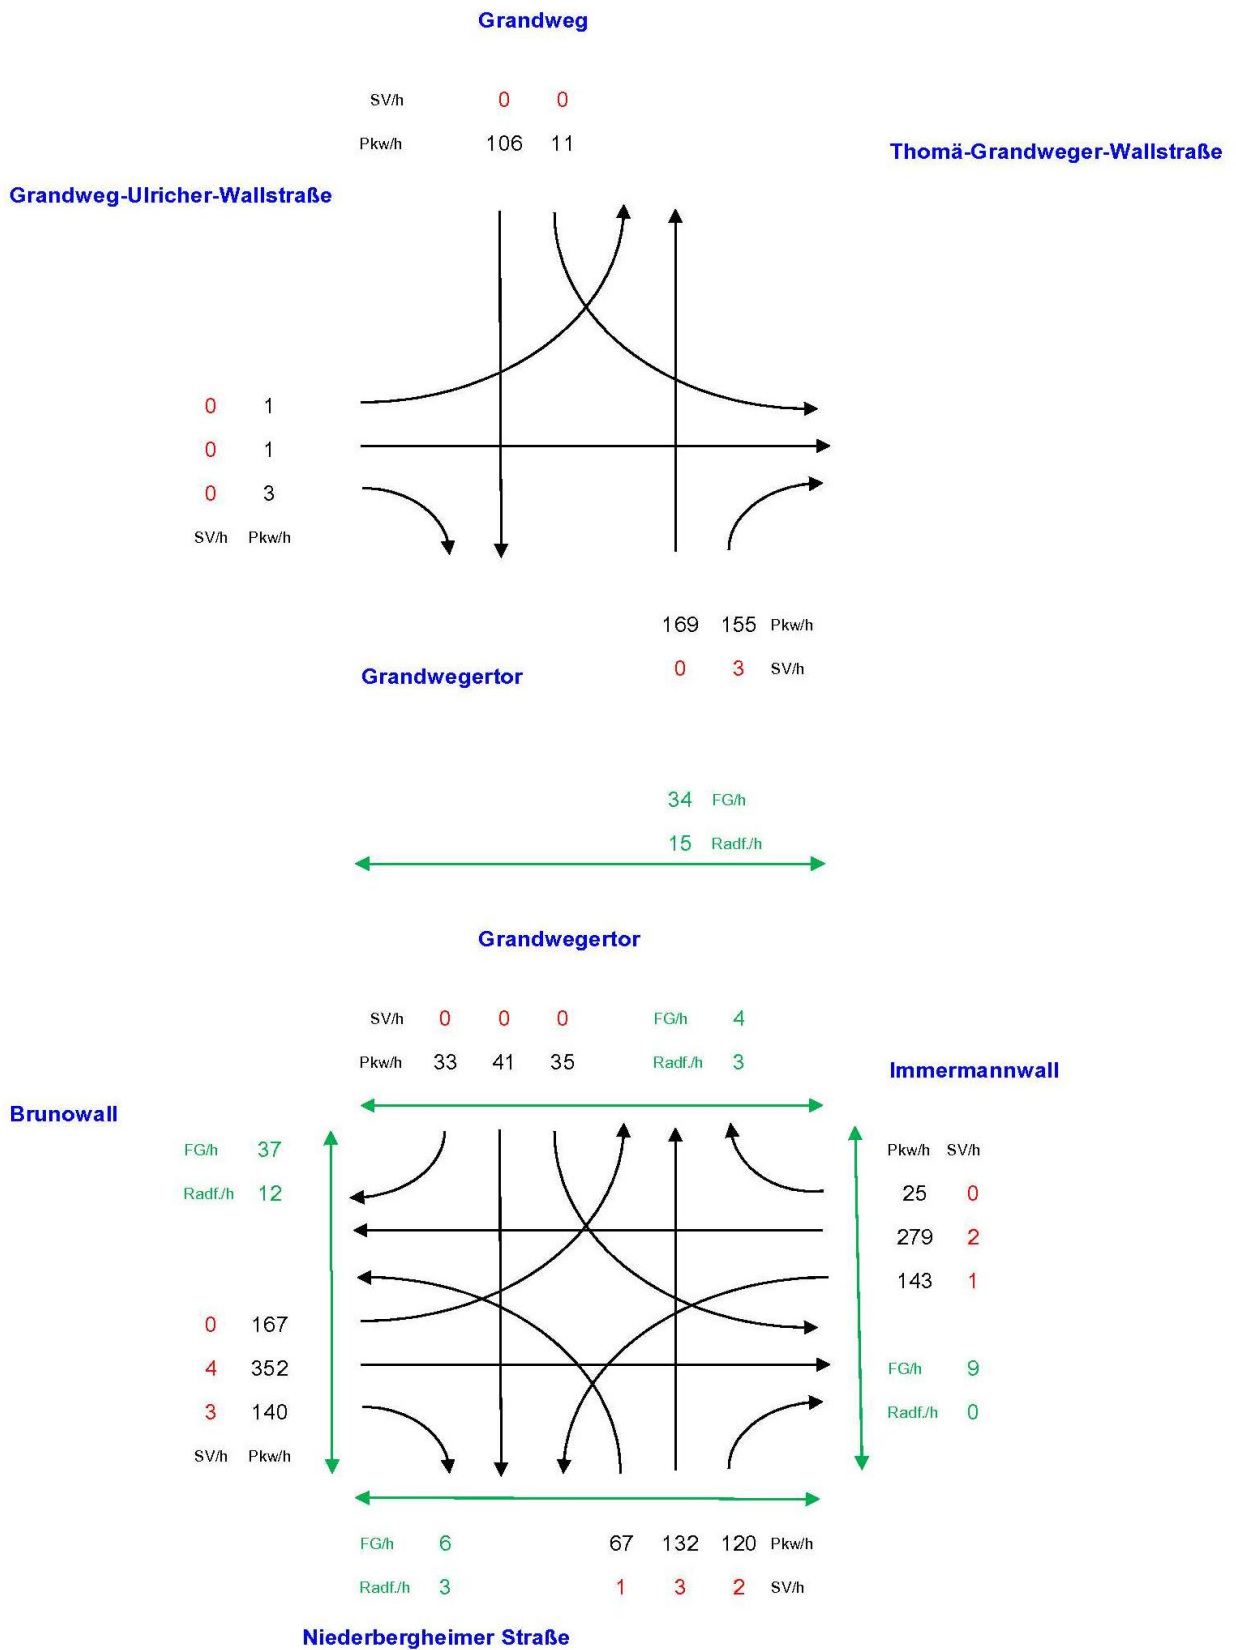 Grandweg
SV/h 0 0
Pkw/h 106 11
Thomä-Grandweger-Wallstraße
Grandweg-Ulricher-Wallstraße
0 1
0 1
0 3
SV/h Pkw/h
169 155 Pkw/h
0 3 SV/h
Grandwegertor
34 FG/h
15 Radf./h
Grandwegertor
SV/h 0 0 0 FG/h 4
Pkw/h 33 41 35 Radf./h 3
Immermannwall
Brunowall
FG/h 37 Pkw/h SV/h
Radf./h 12 25 0
279 2
143 1
0 167
4 352 FG/h 9
3 140 Radf./h 0
SV/h Pkw/h
FG/h 6 67 132 120 Pkw/h
Radf./h 3 1 3 2 SV/h
Niederbergheimer Straße